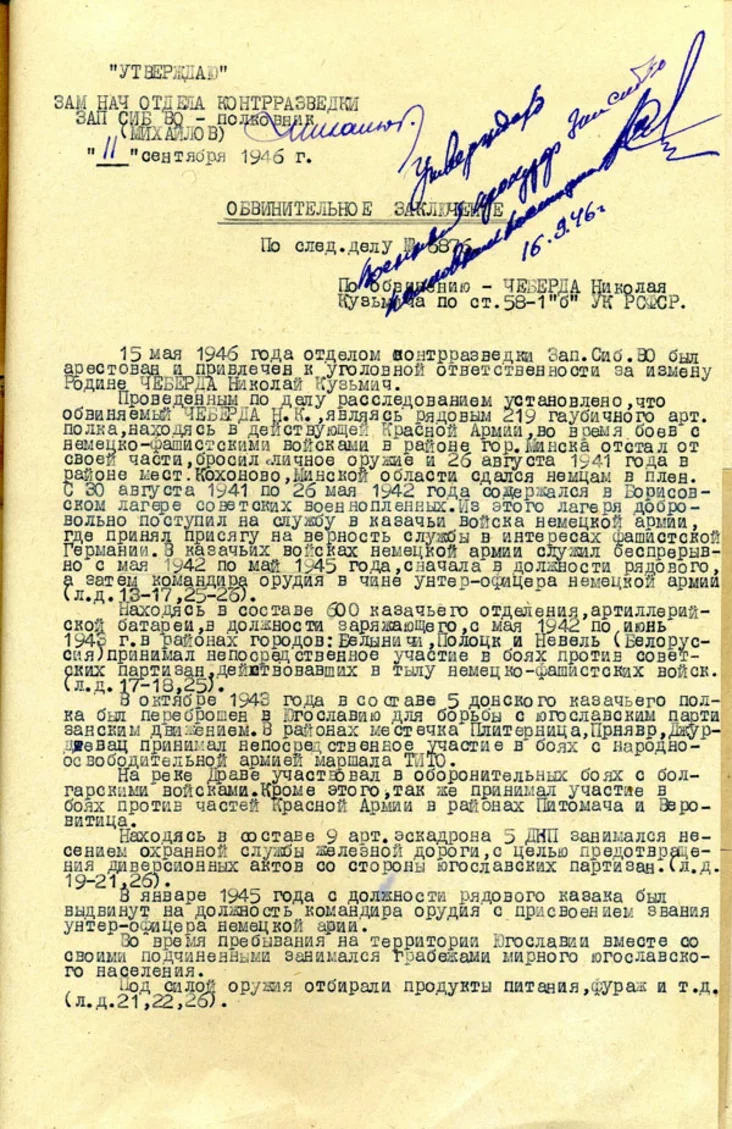 "УТВЕРЖДАЮ"
ЗАМ НАЧ ОТДЕЛА КОНТРРАЗВЕДКИ
ЗАП СИБ ВО - полковник
(МИХАЙЛОВ)
"11"сентября 1946 г.
Утверждаю
16.9.46г
ОБВИНИТЕЛЬНОЕ ЗАКЛЮЧЕНИЕ
По след.делу № 6876
По обвинению - ЧЕБЕРДА Николая
Кузьмича по ст.58-1"б" УК РСФСР.
15 мая 1946 года отделом контрразведки Зап.Сиб.ВО был
арестован и привлечен к уголовной ответственности за измену
Родине ЧЕБЕРДА Николай Кузьмич.
Проведенным по делу расследованием установлено,что
обвиняемый ЧЕБЕРДА Н.К.,являясь рядовым 219 гаубичного арт.
полка,находясь в действующей Красной Армии,во время боев с
немецко-фашистскими войсками в районе гор.Минска отстал от
своей части,бросил личное оружие и 26 августа 1941 года в
районе мест.Кохоново,Минской области сдался немцам в плен.
С 30 августа 1941 по 26 мая 1942 года содержался в Борисов-
ском лагере советских военнопленных.Из этого лагеря добро-
вольно поступил на службу в казачьи войска немецкой армии,
где принял присягу на верность службы в интересах фашистской
Германии.В казачьих войсках немецкой армии служил беспрерыв-
но с мая 1942 по май 1945 года,сначала в должности рядового,
а затем командира орудия в чине унтер-офицера немецкой армии
(л.д.13-17,25-26).
Находясь в составе 600 казачьего отделения,артиллерий-
ской батареи,в должности заряжающего,с мая 1942 по июнь
1943 г.в районах городов:Белыничи,Полоцк и Невель (Белорус-
сия)принимал непосредственное участие в боях против совет-
ских партизан,действовавших в тылу немецко-фашистских войск.
(л.д.17-18,25).
В октябре 1943 года в составе 5 донского казачьего пол-
ка был переброшен в Югославию для борьбы с югославским парти
занским движением.В районах местечка Плитерница,Прнявр,Джур-
джевац принимал непосредственное участие в боях с народно-
освободительной армией маршала ТИТО.
На реке Драве участвовал в оборонительных боях с бол-
гарскими войсками.Кроме этого,так же принимал участие в
боях против частей Красной Армии в районах Питомача и Веро-
витица.
Находясь в составе 9 арт.эскадрона 5 ДКП занимался не-
сением охранной службы железной дороги,с целью предотвраще-
ния диверсионных актов со стороны югославских партизан.(л.д.
19-21,26).
В январе 1945 года с должности рядового казака был
выдвинут на должность командира орудия с присвоением звания
унтер-офицера немецкой арии.
Во время пребывания на территории Югославии вместе со
своими подчиненными занимался грабежами мирного югославско-
го населения.
Под силой оружия отбирали продукты питания,фураж и т.д.
(л.д.21,22,26).